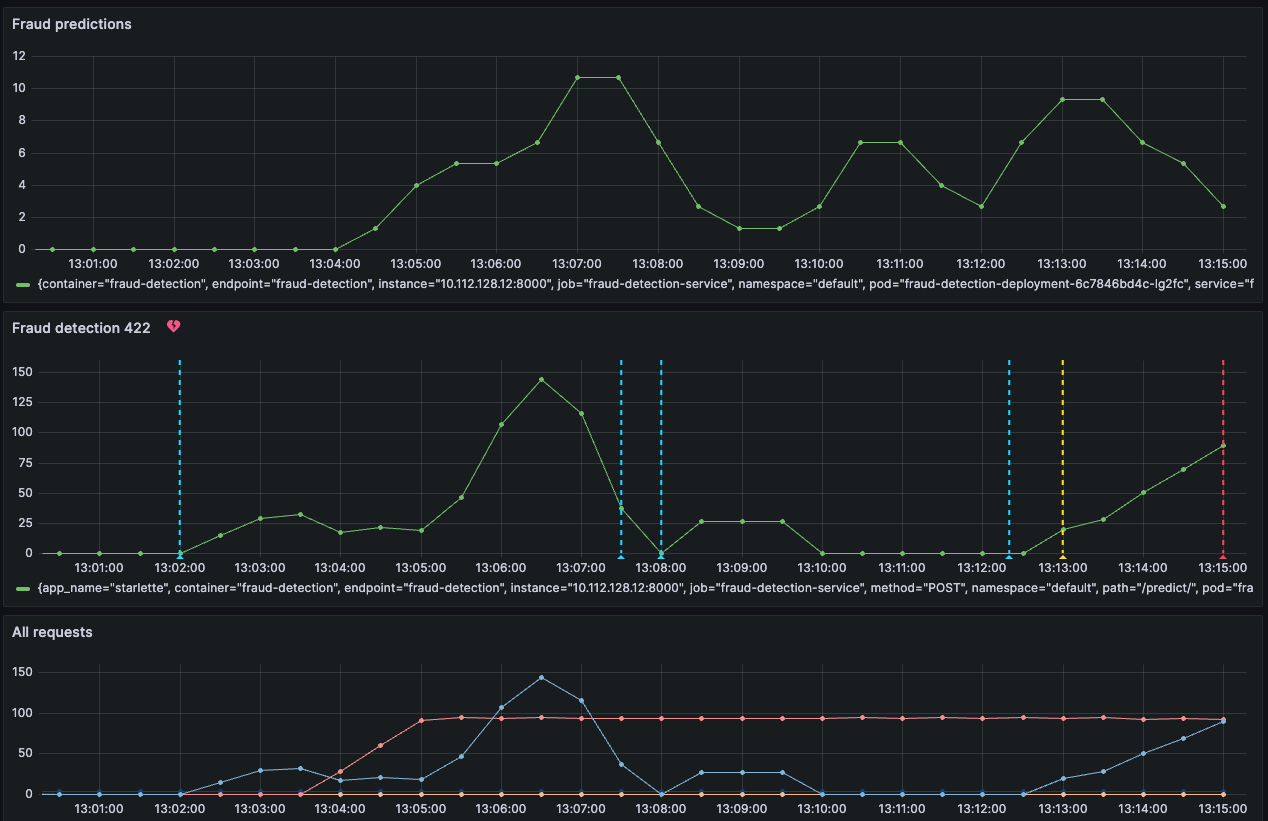 Fraud predictions
12
10
8
6
4
2
0
13:01:00 13:02:00 13:03:00 13:04:00 13:05:00 13:06:00 13:07:00 13:08:00 13:09:00 13:10:00 13:11:00 13:12:00 13:13:00 13:14:00 13:15:00
{container="fraud-detection", endpoint="fraud-detection", instance="10.112.128.12:8000", job="fraud-detection-service", namespace="default", pod="fraud-detection-deployment-6c7846bd4c-lg2fc", service="f
Fraud detection 422
150
125
100
75
50
25
0
13:01:00 13:02:00 13:03:00 13:04:00 13:05:00 13:06:00 13:07:00 13:08:00 13:09:00 13:10:00 13:11:00 13:12:00 13:13:00 13:14:00 13:15:00
{app_name="starlette", container="fraud-detection", endpoint="fraud-detection", instance="10.112.128.12:8000", job="fraud-detection-service", method="POST", namespace="default", path="/predict/", pod="fra
All requests
150
100
50
0
13:01:00 13:02:00 13:03:00 13:04:00 13:05:00 13:06:00 13:07:00 13:08:00 13:09:00 13:10:00 13:11:00 13:12:00 13:13:00 13:14:00 13:15:00